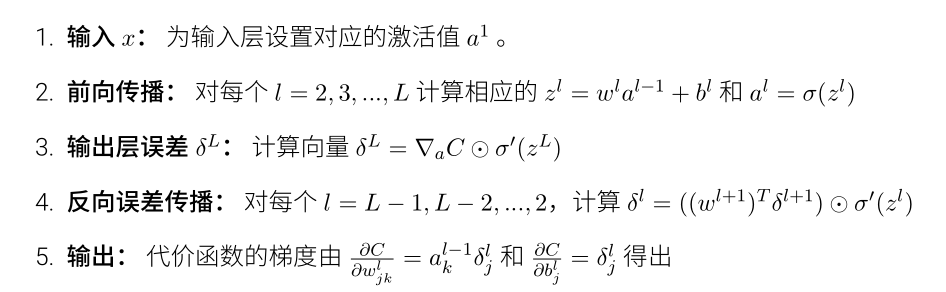 1. 输入 $x$： 为输入层设置对应的激活值 $a^1$ 。
2. 前向传播： 对每个 $l = 2, 3, ..., L$ 计算相应的 $z^l = w^l a^{l-1} + b^l$ 和 $a^l = \sigma(z^l)$
3. 输出层误差 $\delta^L$： 计算向量 $\delta^L = \nabla_a C \odot \sigma'(z^L)$
4. 反向误差传播： 对每个 $l = L-1, L-2, ..., 2$，计算 $\delta^l = ((w^{l+1})^T \delta^{l+1}) \odot \sigma'(z^l)$
5. 输出： 代价函数的梯度由 $\frac{\partial C}{\partial w^l_{jk}} = a^{l-1}_k \delta^l_j$ 和 $\frac{\partial C}{\partial b^l_j} = \delta^l_j$ 得出